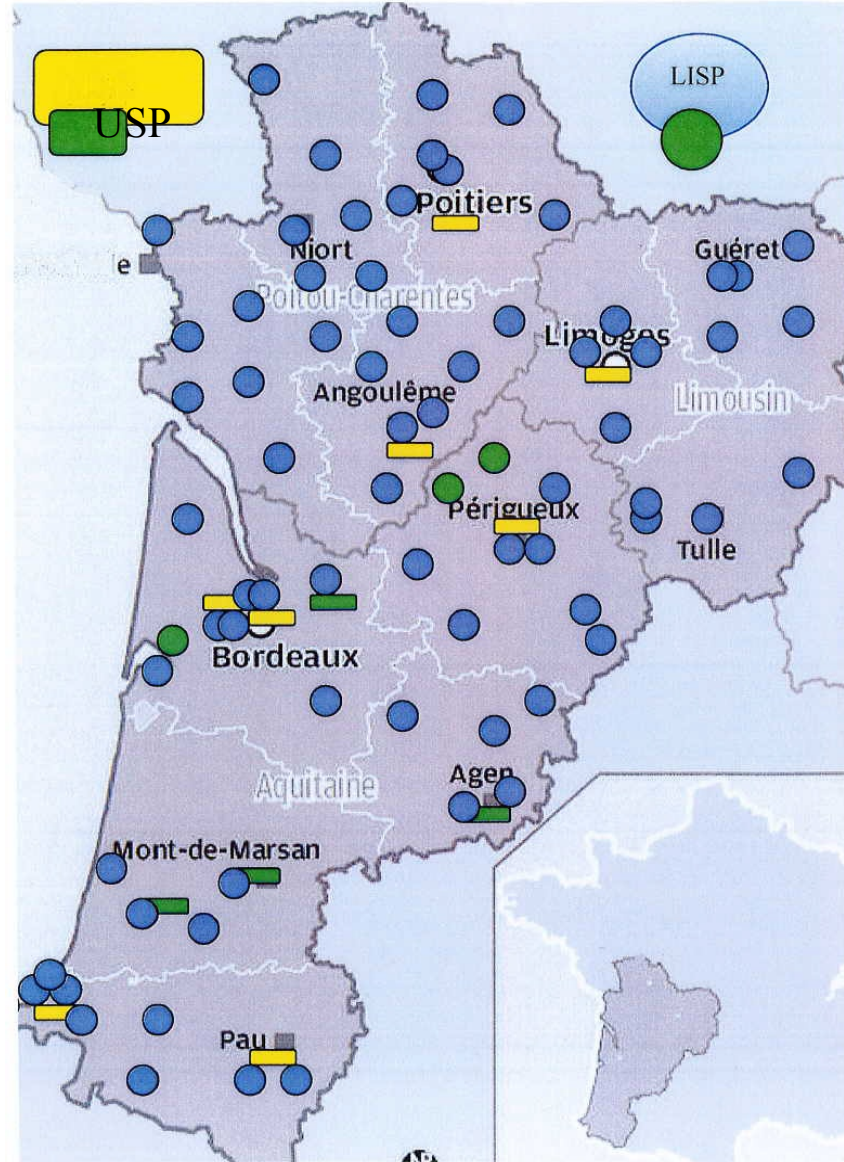 USP
LISP
Poitiers
Niort
Guéret
e
Poitou-Charentes
Limoges
Angoulême
Limousin
Périgueux
Tulle
Bordeaux
Agen
Aquitaine
Mont-de-Marsan
Pau